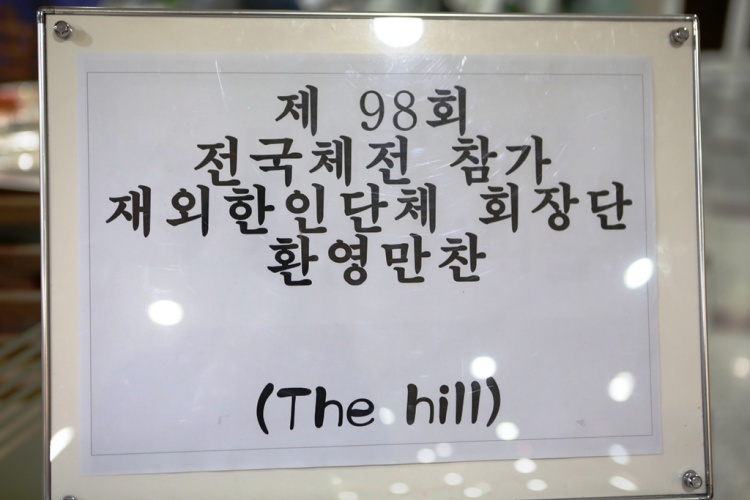 제 98회
전국체전 참가
재외한인단체 회장단
환영만찬
(The hill)